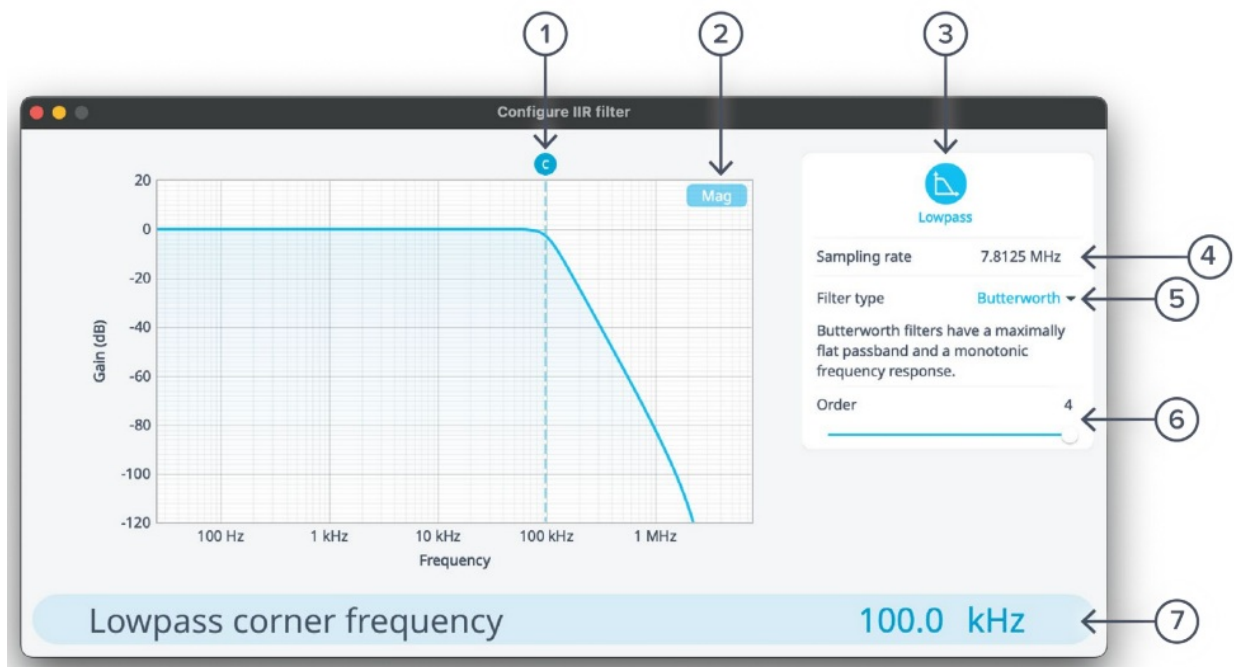 1
2
3
Configure IIR filter
C
20
0
-20
-40
-60
-80
-100
-120
Gain (dB)
Mag
100 Hz
1 kHz
10 kHz
100 kHz
1 MHz
Frequency
Lowpass
Sampling rate 7.8125 MHz
4
Filter type Butterworth
5
Butterworth filters have a maximally
flat passband and a monotonic
frequency response.
Order 4
6
Lowpass corner frequency 100.0 kHz
7